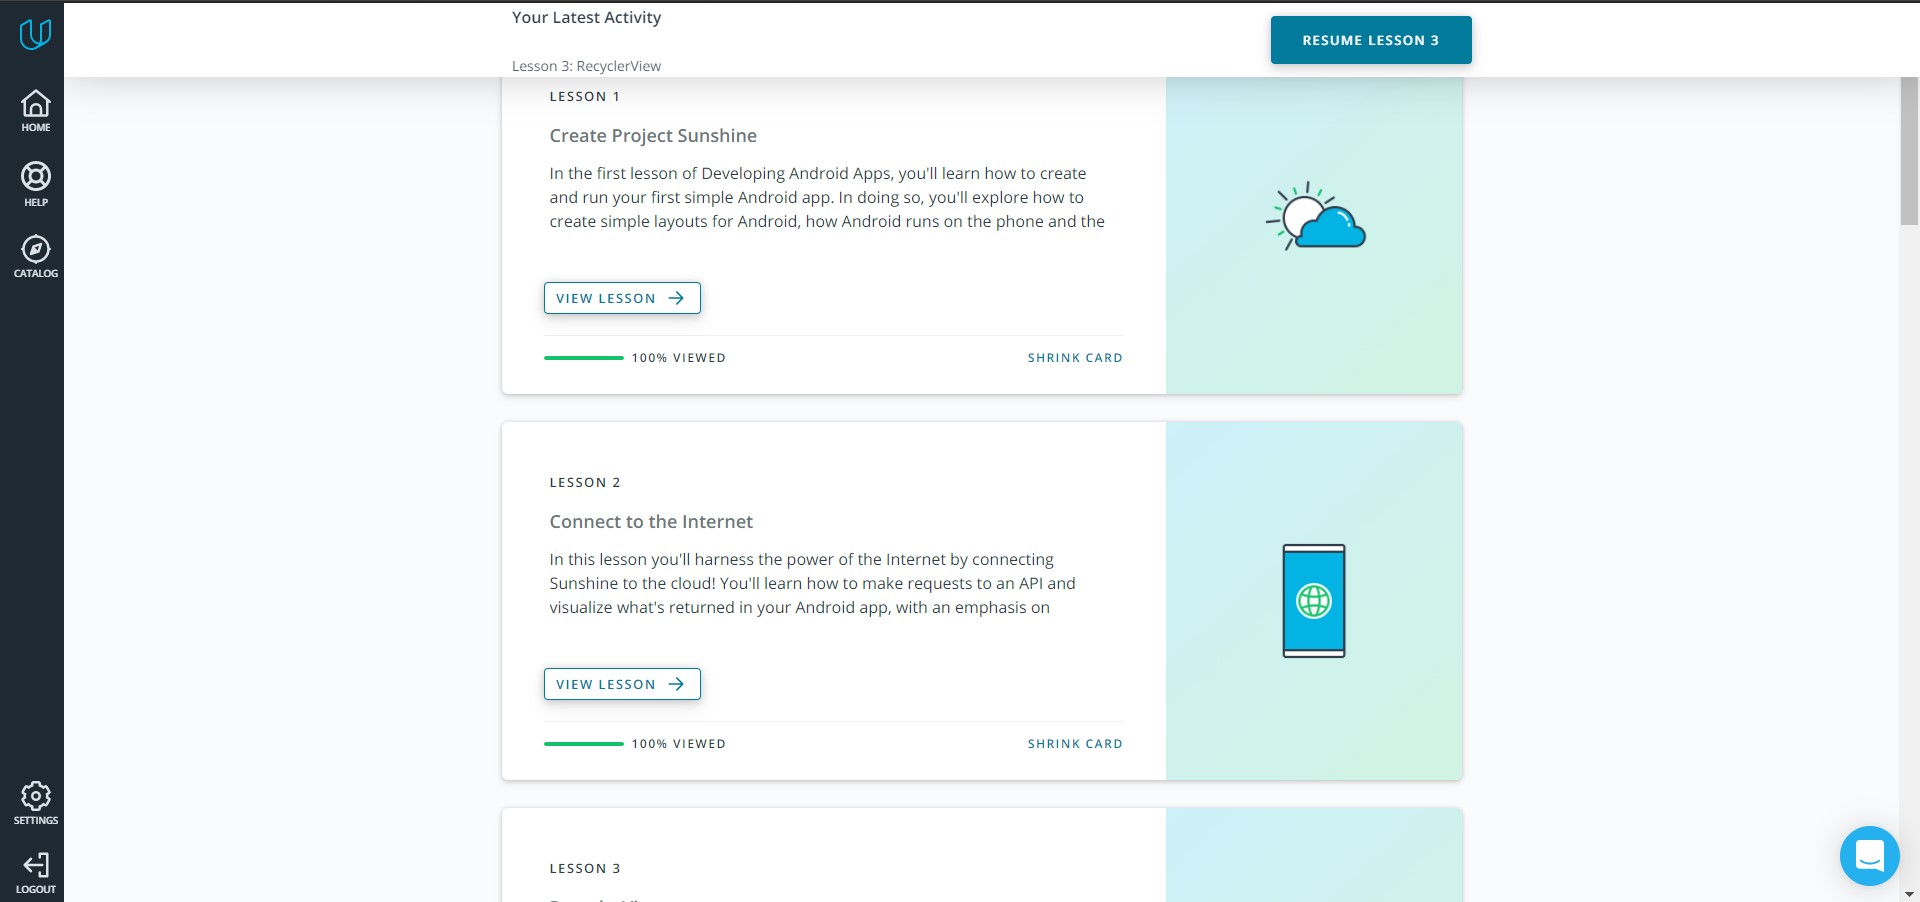 Your Latest Activity
Lesson 3: RecyclerView
RESUME LESSON 3
HOME
HELP
CATALOG
SETTINGS
LOGOUT
LESSON 1
Create Project Sunshine
In the first lesson of Developing Android Apps, you'll learn how to create
and run your first simple Android app. In doing so, you'll explore how to
create simple layouts for Android, how Android runs on the phone and the
VIEW LESSON
100% VIEWED
SHRINK CARD
LESSON 2
Connect to the Internet
In this lesson you'll harness the power of the Internet by connecting
Sunshine to the cloud! You'll learn how to make requests to an API and
visualize what's returned in your Android app, with an emphasis on
VIEW LESSON
100% VIEWED
SHRINK CARD
LESSON 3